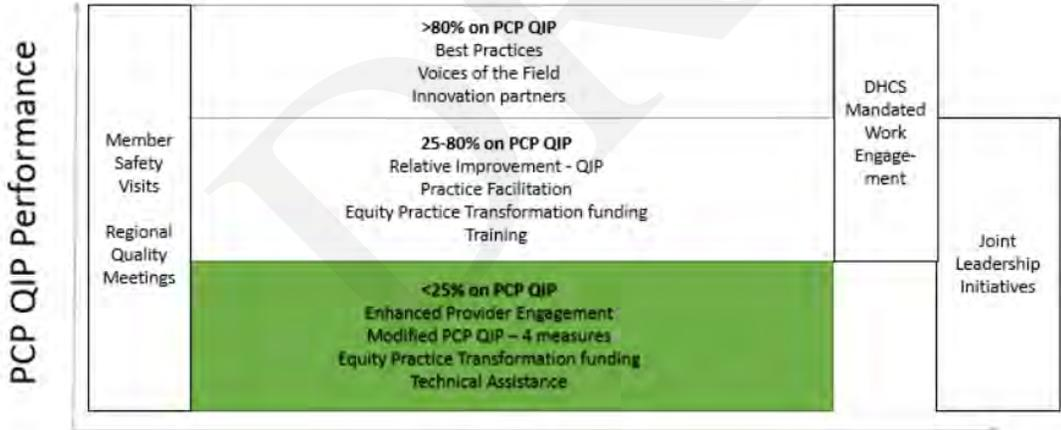 PCP QIP Performance
Member
Safety
Visits
Regional
Quality
Meetings
>80% on PCP QIP
Best Practices
Voices of the Field
Innovation partners
25-80% on PCP QIP
Relative Improvement - QIP
Practice Facilitation
Equity Practice Transformation funding
Training
<25% on PCP QIP
Enhanced Provider Engagement
Modified PCP QIP – 4 measures
Equity Practice Transformation funding
Technical Assistance
DHCS
Mandated
Work
Engage-
ment
Joint
Leadership
Initiatives